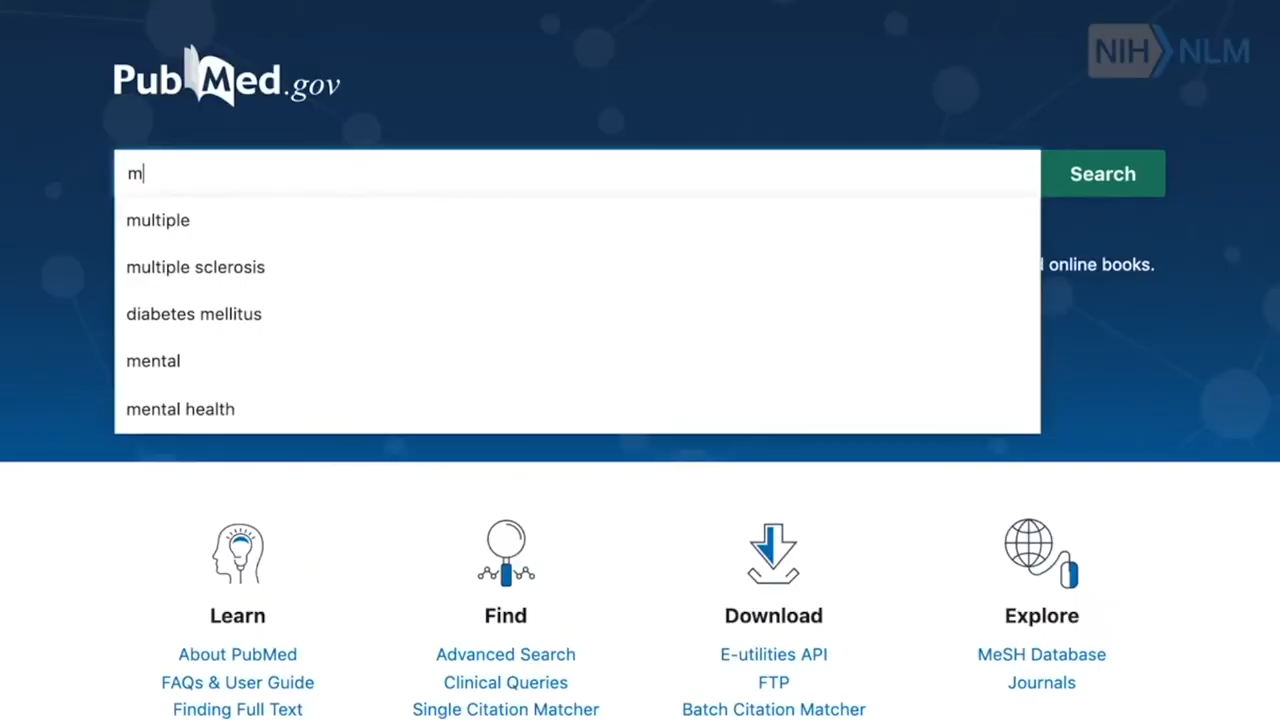 NIH NLM
PubMed.gov
m
Search
multiple
multiple sclerosis
online books.
diabetes mellitus
mental
mental health
Learn
Find
Download
Explore
About PubMed
Advanced Search
E-utilities API
MeSH Database
FAQs & User Guide
Clinical Queries
FTP
Journals
Finding Full Text
Single Citation Matcher
Batch Citation Matcher